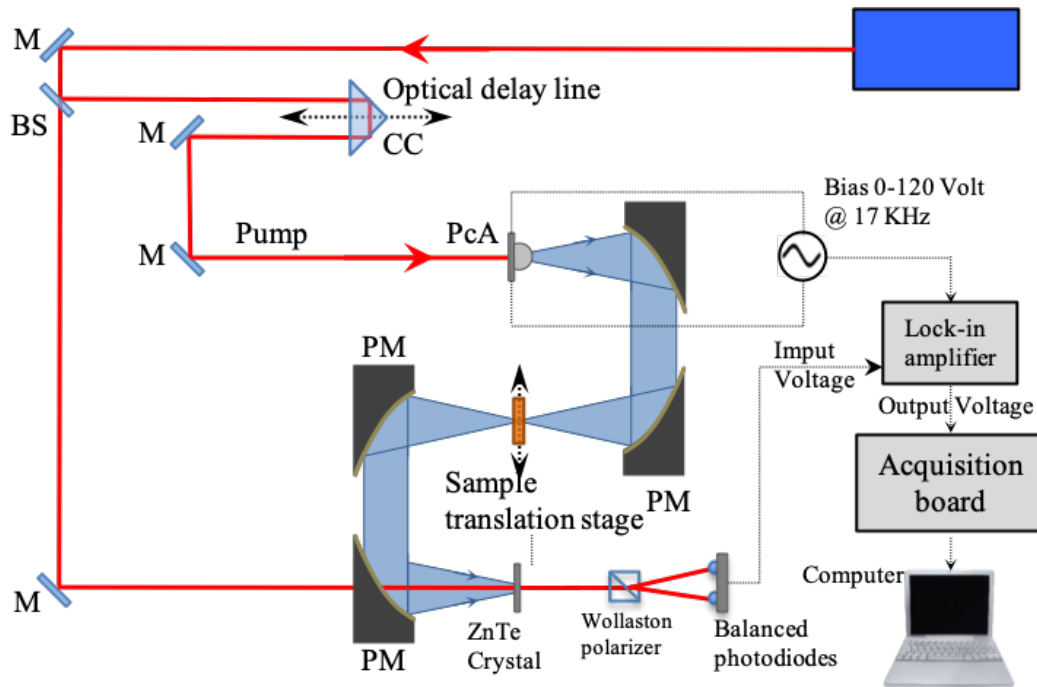 M
BS
M
Optical delay line
CC
Bias 0-120 Volt
@ 17 KHz
M
Pump
PcA
PM
Lock-in
amplifier
Imput
Voltage
Output Voltage
Acquisition
board
Sample
translation stage
PM
Computer
M
PM
ZnTe
Crystal
Wollaston
polarizer
Balanced
photodiodes